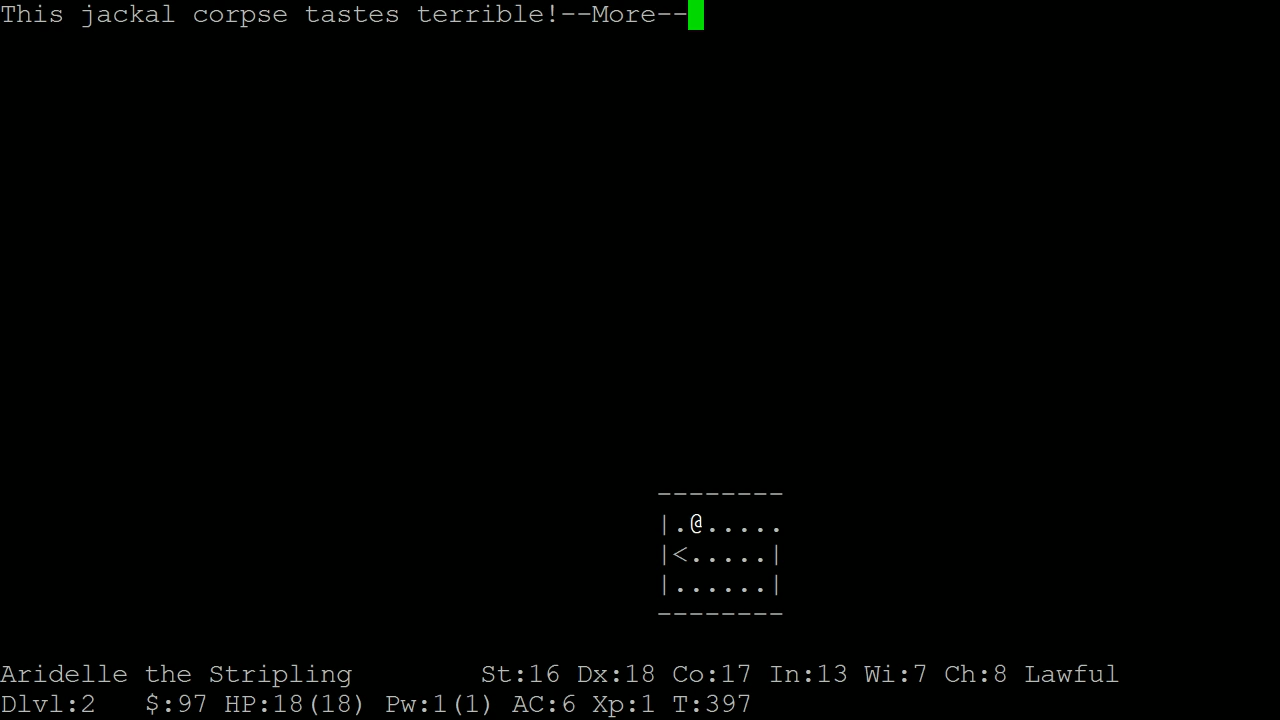 This jackal corpse tastes terrible!--More--
--------
|.@.....
|<.....|
|......|
--------
Aridelle the Stripling St:16 Dx:18 Co:17 In:13 Wi:7 Ch:8 Lawful
Dlvl:2 $:97 HP:18(18) Pw:1(1) AC:6 Xp:1 T:397